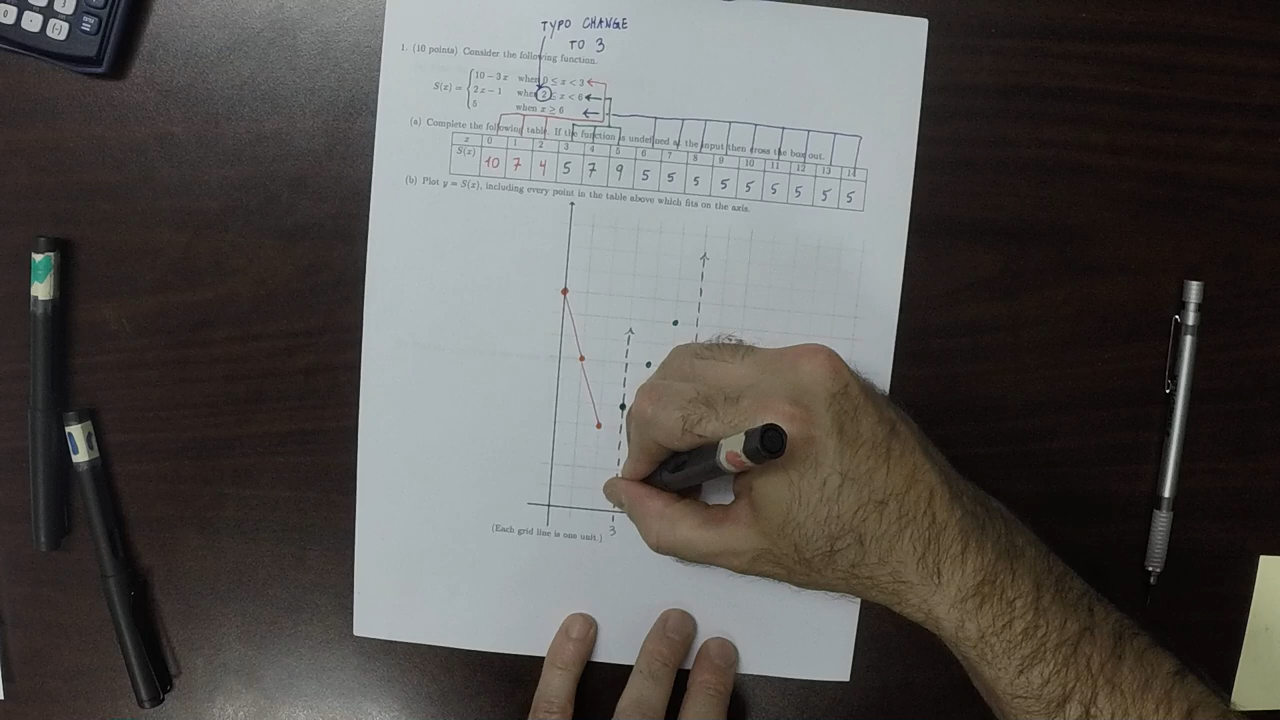 TYPO CHANGE
TO 3
1. (10 points) Consider the following function.
S(x) = { 10 − 3x when 0 ≤ x < 3
2x − 1 when 2 ≤ x < 6
5 when x ≥ 6
(a) Complete the following table. If the function is undefined at the input then cross the box out.
x 0 1 2 3 4 5 6 7 8 9 10 11 12 13 14
S(x) 10 7 4 5 7 9 5 5 5 5 5 5 5 5 5
(b) Plot y = S(x), including every point in the table above which fits on the axis.
(Each grid line is one unit.)
3